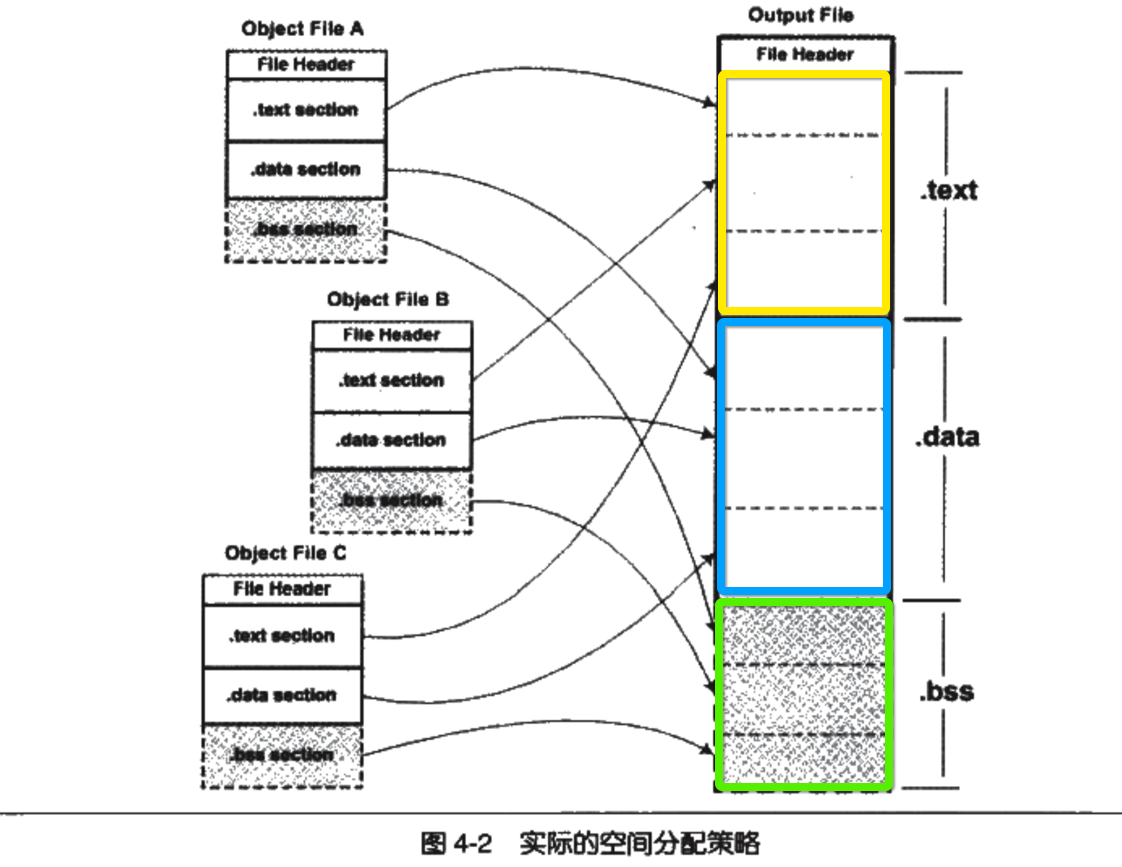 Object File A
File Header
.text section
.data section
.bss section
Object File B
File Header
.text section
.data section
.bss section
Object File C
File Header
.text section
.data section
.bss section
Output File
File Header
.text
.data
.bss
图 4-2 实际的空间分配策略